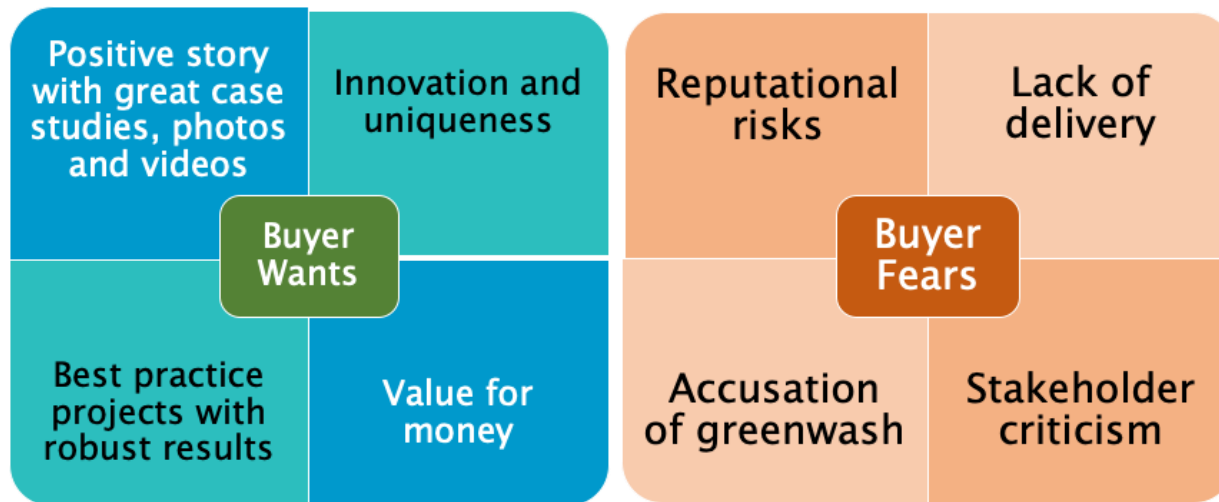 Positive story
with great case
studies, photos
and videos
Innovation and
uniqueness
Buyer
Wants
Best practice
projects with
robust results
Value for
money
Reputational
risks
Lack of
delivery
Buyer
Fears
Accusation
of greenwash
Stakeholder
criticism